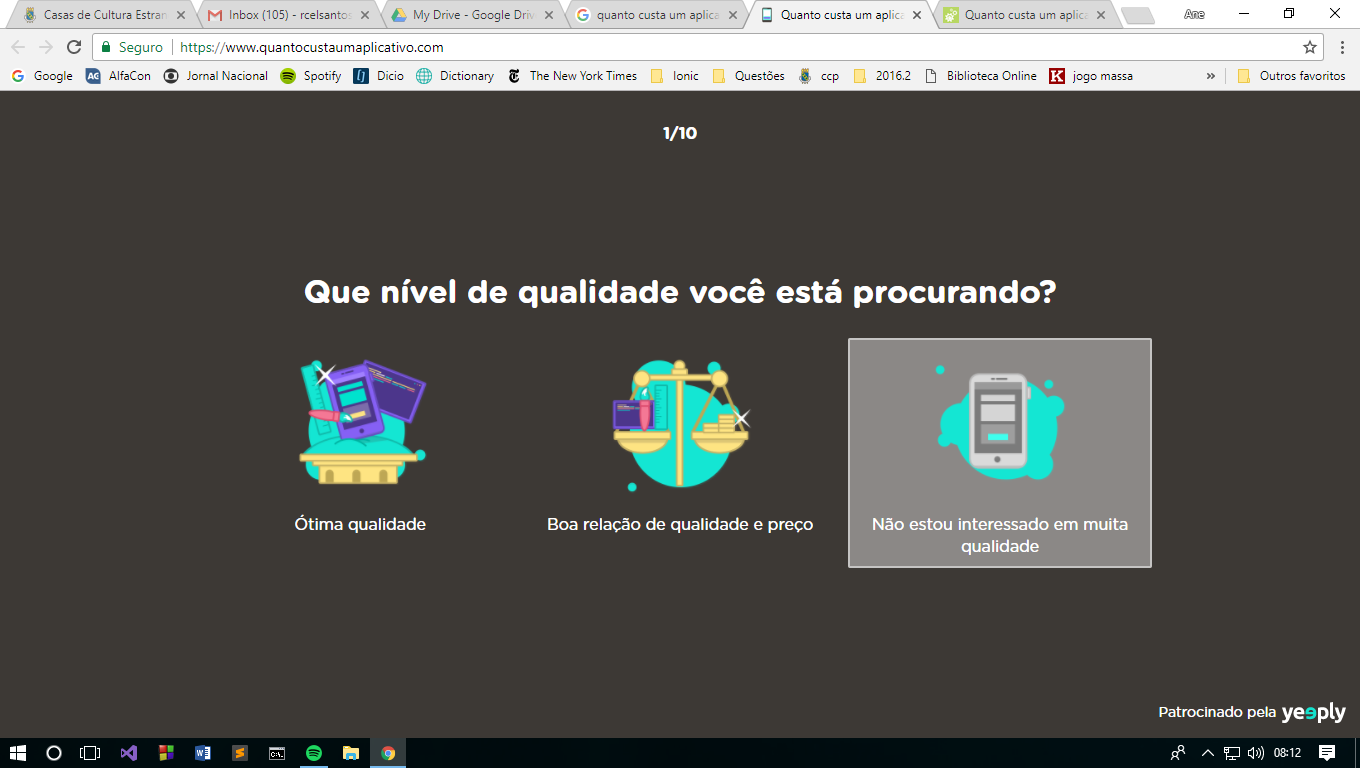 Casas de Cultura Estran
Inbox (105) - rcelsantos
My Drive - Google Driv
quanto custa um aplica
Quanto custa um aplica
Quanto custa um aplica
Ane
Seguro
https://www.quantocustaumaplicativo.com
Google
AlfaCon
Jornal Nacional
Spotify
Dicio
Dictionary
The New York Times
Ionic
Questões
ccp
2016.2
Biblioteca Online
jogo massa
»
Outros favoritos
1/10
Que nível de qualidade você está procurando?
Ótima qualidade
Boa relação de qualidade e preço
Não estou interessado em muita
qualidade
Patrocinado pela yeeply
08:12